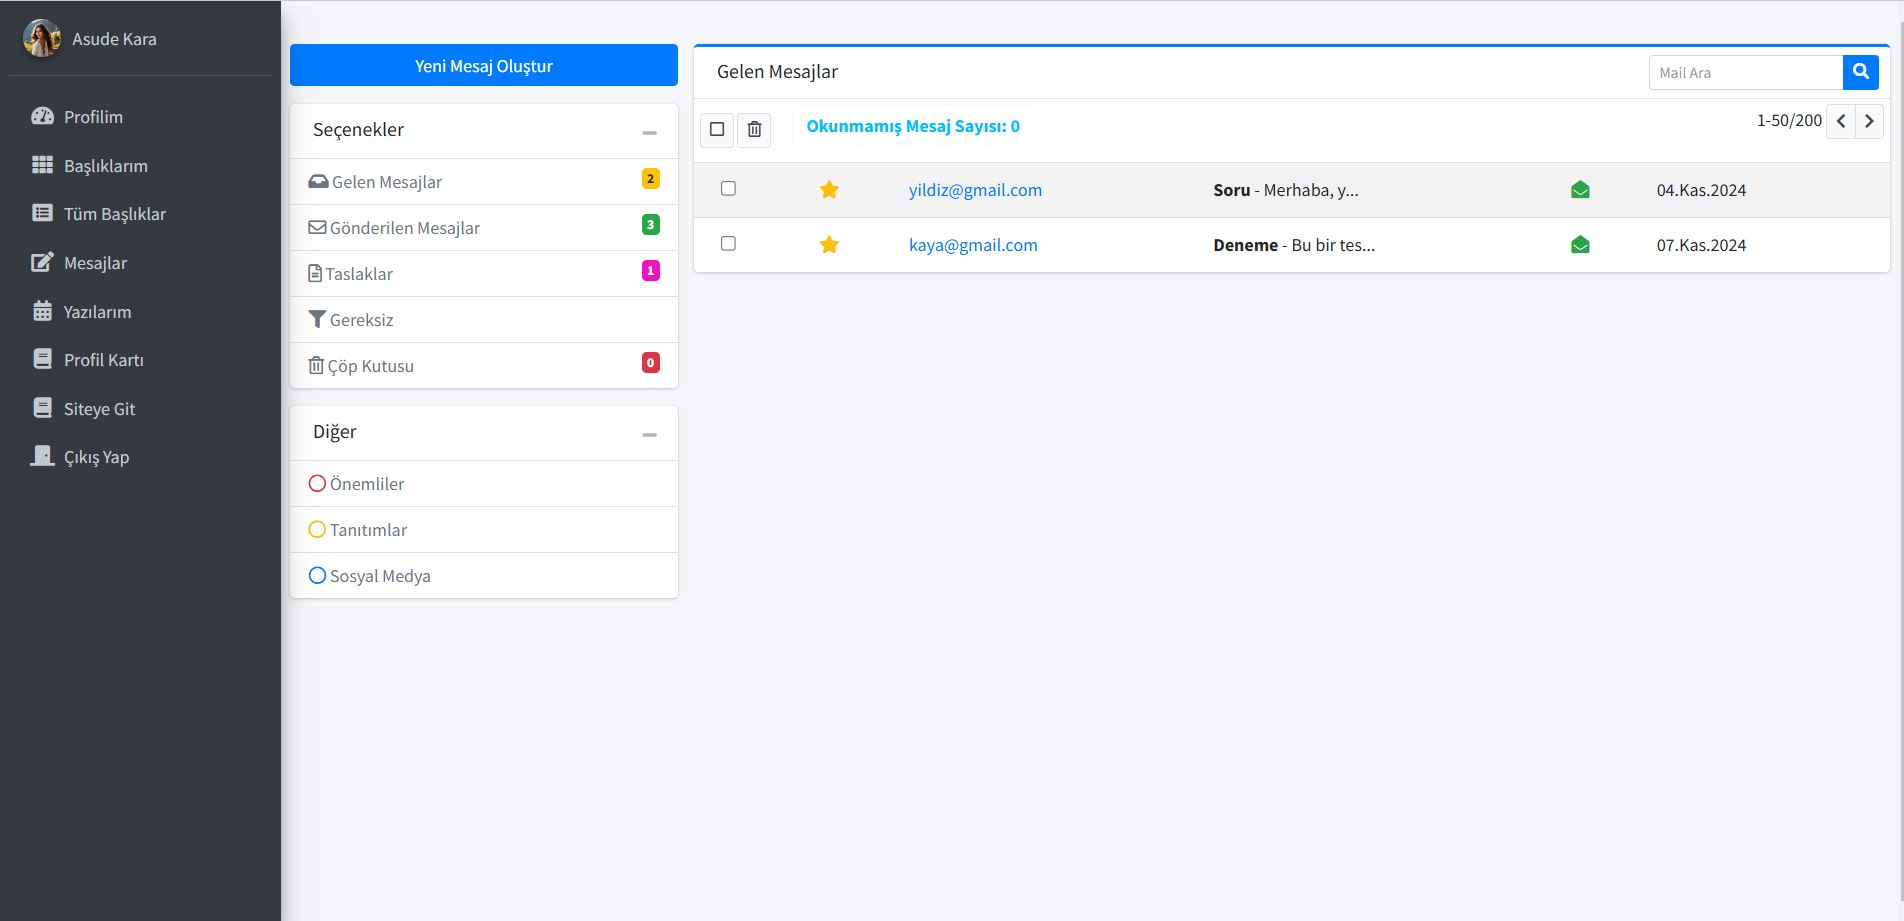 Asude Kara
Profilim
Başlıklarım
Tüm Başlıklar
Mesajlar
Yazılarım
Profil Kartı
Siteye Git
Çıkış Yap
Yeni Mesaj Oluştur
Seçenekler
Gelen Mesajlar 2
Gönderilen Mesajlar 3
Taslaklar 1
Gereksiz
Çöp Kutusu 0
Diğer
Önemliler
Tanıtımlar
Sosyal Medya
Gelen Mesajlar
Mail Ara
Okunmamış Mesaj Sayısı: 0
1-50/200
yildiz@gmail.com Soru - Merhaba, y... 04.Kas.2024
kaya@gmail.com Deneme - Bu bir tes... 07.Kas.2024